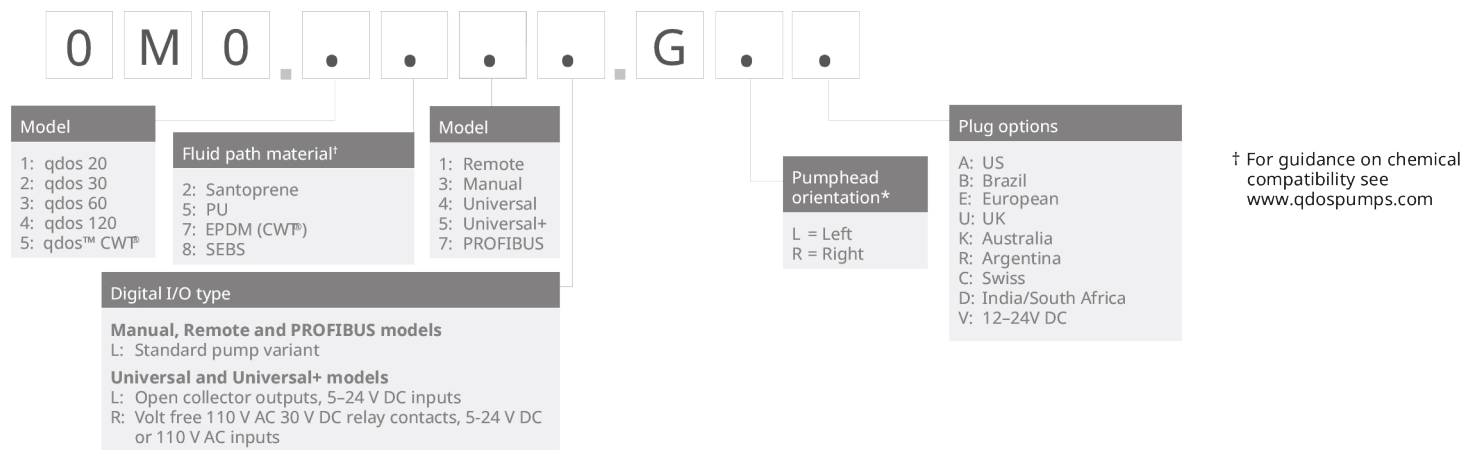 0 M 0 . . . . . . G . .
Model
1: qdos 20
2: qdos 30
3: qdos 60
4: qdos 120
5: qdos™ CWT®
Fluid path material†
2: Santoprene
5: PU
7: EPDM (CWT®)
8: SEBS
Model
1: Remote
3: Manual
4: Universal
5: Universal+
7: PROFIBUS
Digital I/O type
Manual, Remote and PROFIBUS models
L: Standard pump variant
Universal and Universal+ models
L: Open collector outputs, 5–24 V DC inputs
R: Volt free 110 V AC 30 V DC relay contacts, 5-24 V DC
or 110 V AC inputs
Pumphead
orientation*
L = Left
R = Right
Plug options
A: US
B: Brazil
E: European
U: UK
K: Australia
R: Argentina
C: Swiss
D: India/South Africa
V: 12–24V DC
† For guidance on chemical
compatibility see
www.qdospumps.com